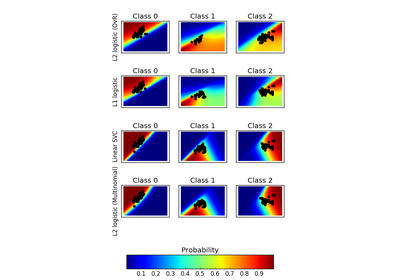 Class 0 Class 1 Class 2
L2 logistic (OvR)
Class 0 Class 1 Class 2
L1 logistic
Class 0 Class 1 Class 2
Linear SVC
Class 0 Class 1 Class 2
L2 logistic (Multinomial)
Probability
0.1 0.2 0.3 0.4 0.5 0.6 0.7 0.8 0.9